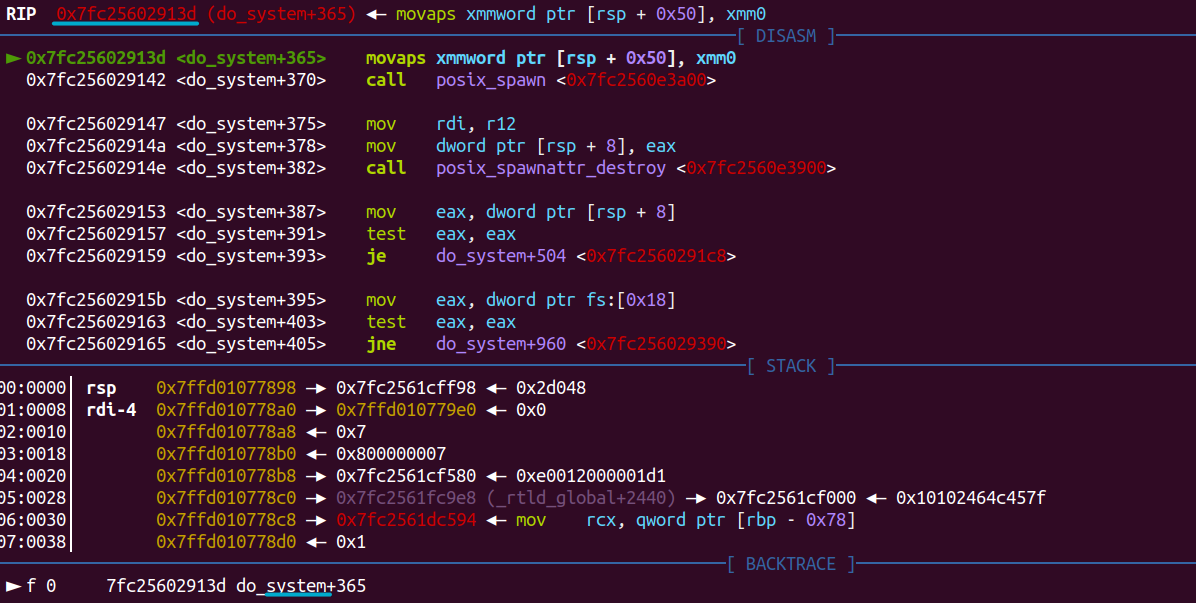 RIP  0x7fc25602913d (do_system+365) ◂— movaps xmmword ptr [rsp + 0x50], xmm0
[ DISASM ]
► 0x7fc25602913d <do_system+365>    movaps xmmword ptr [rsp + 0x50], xmm0
0x7fc256029142 <do_system+370>    call   posix_spawn <0x7fc2560e3a00>
0x7fc256029147 <do_system+375>    mov    rdi, r12
0x7fc25602914a <do_system+378>    mov    dword ptr [rsp + 8], eax
0x7fc25602914e <do_system+382>    call   posix_spawnattr_destroy <0x7fc2560e3900>
0x7fc256029153 <do_system+387>    mov    eax, dword ptr [rsp + 8]
0x7fc256029157 <do_system+391>    test   eax, eax
0x7fc256029159 <do_system+393>    je     do_system+504 <0x7fc2560291c8>
0x7fc25602915b <do_system+395>    mov    eax, dword ptr fs:[0x18]
0x7fc256029163 <do_system+403>    test   eax, eax
0x7fc256029165 <do_system+405>    jne    do_system+960 <0x7fc256029390>
[ STACK ]
00:0000│ rsp   0x7ffd01077898 —▸ 0x7fc2561cff98 ◂— 0x2d048
01:0008│ rdi-4 0x7ffd010778a0 —▸ 0x7ffd010779e0 ◂— 0x0
02:0010│       0x7ffd010778a8 ◂— 0x7
03:0018│       0x7ffd010778b0 ◂— 0x800000007
04:0020│       0x7ffd010778b8 —▸ 0x7fc2561cf580 ◂— 0xe0012000001d1
05:0028│       0x7ffd010778c0 —▸ 0x7fc2561fc9e8 (_rtld_global+2440) —▸ 0x7fc2561cf000 ◂— 0x10102464c457f
06:0030│       0x7ffd010778c8 —▸ 0x7fc2561dc594 ◂— mov    rcx, qword ptr [rbp - 0x78]
07:0038│       0x7ffd010778d0 ◂— 0x1
[ BACKTRACE ]
► f 0     7fc25602913d do_system+365